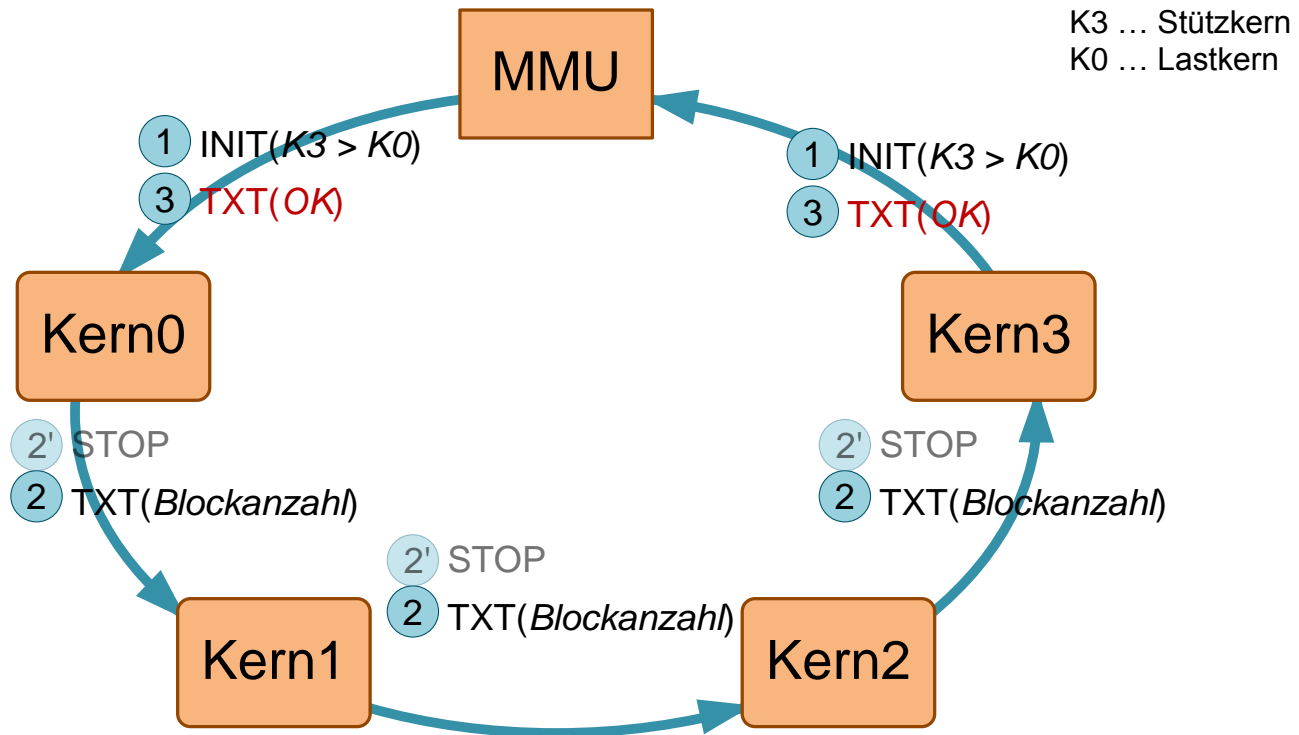 K3 … Stützkern
K0 … Lastkern
MMU
1 INIT(K3 > K0)
3 TXT(OK)
1 INIT(K3 > K0)
3 TXT(OK)
Kern0
Kern3
2' STOP
2 TXT(Blockanzahl)
2' STOP
2 TXT(Blockanzahl)
2' STOP
2 TXT(Blockanzahl)
Kern1
Kern2